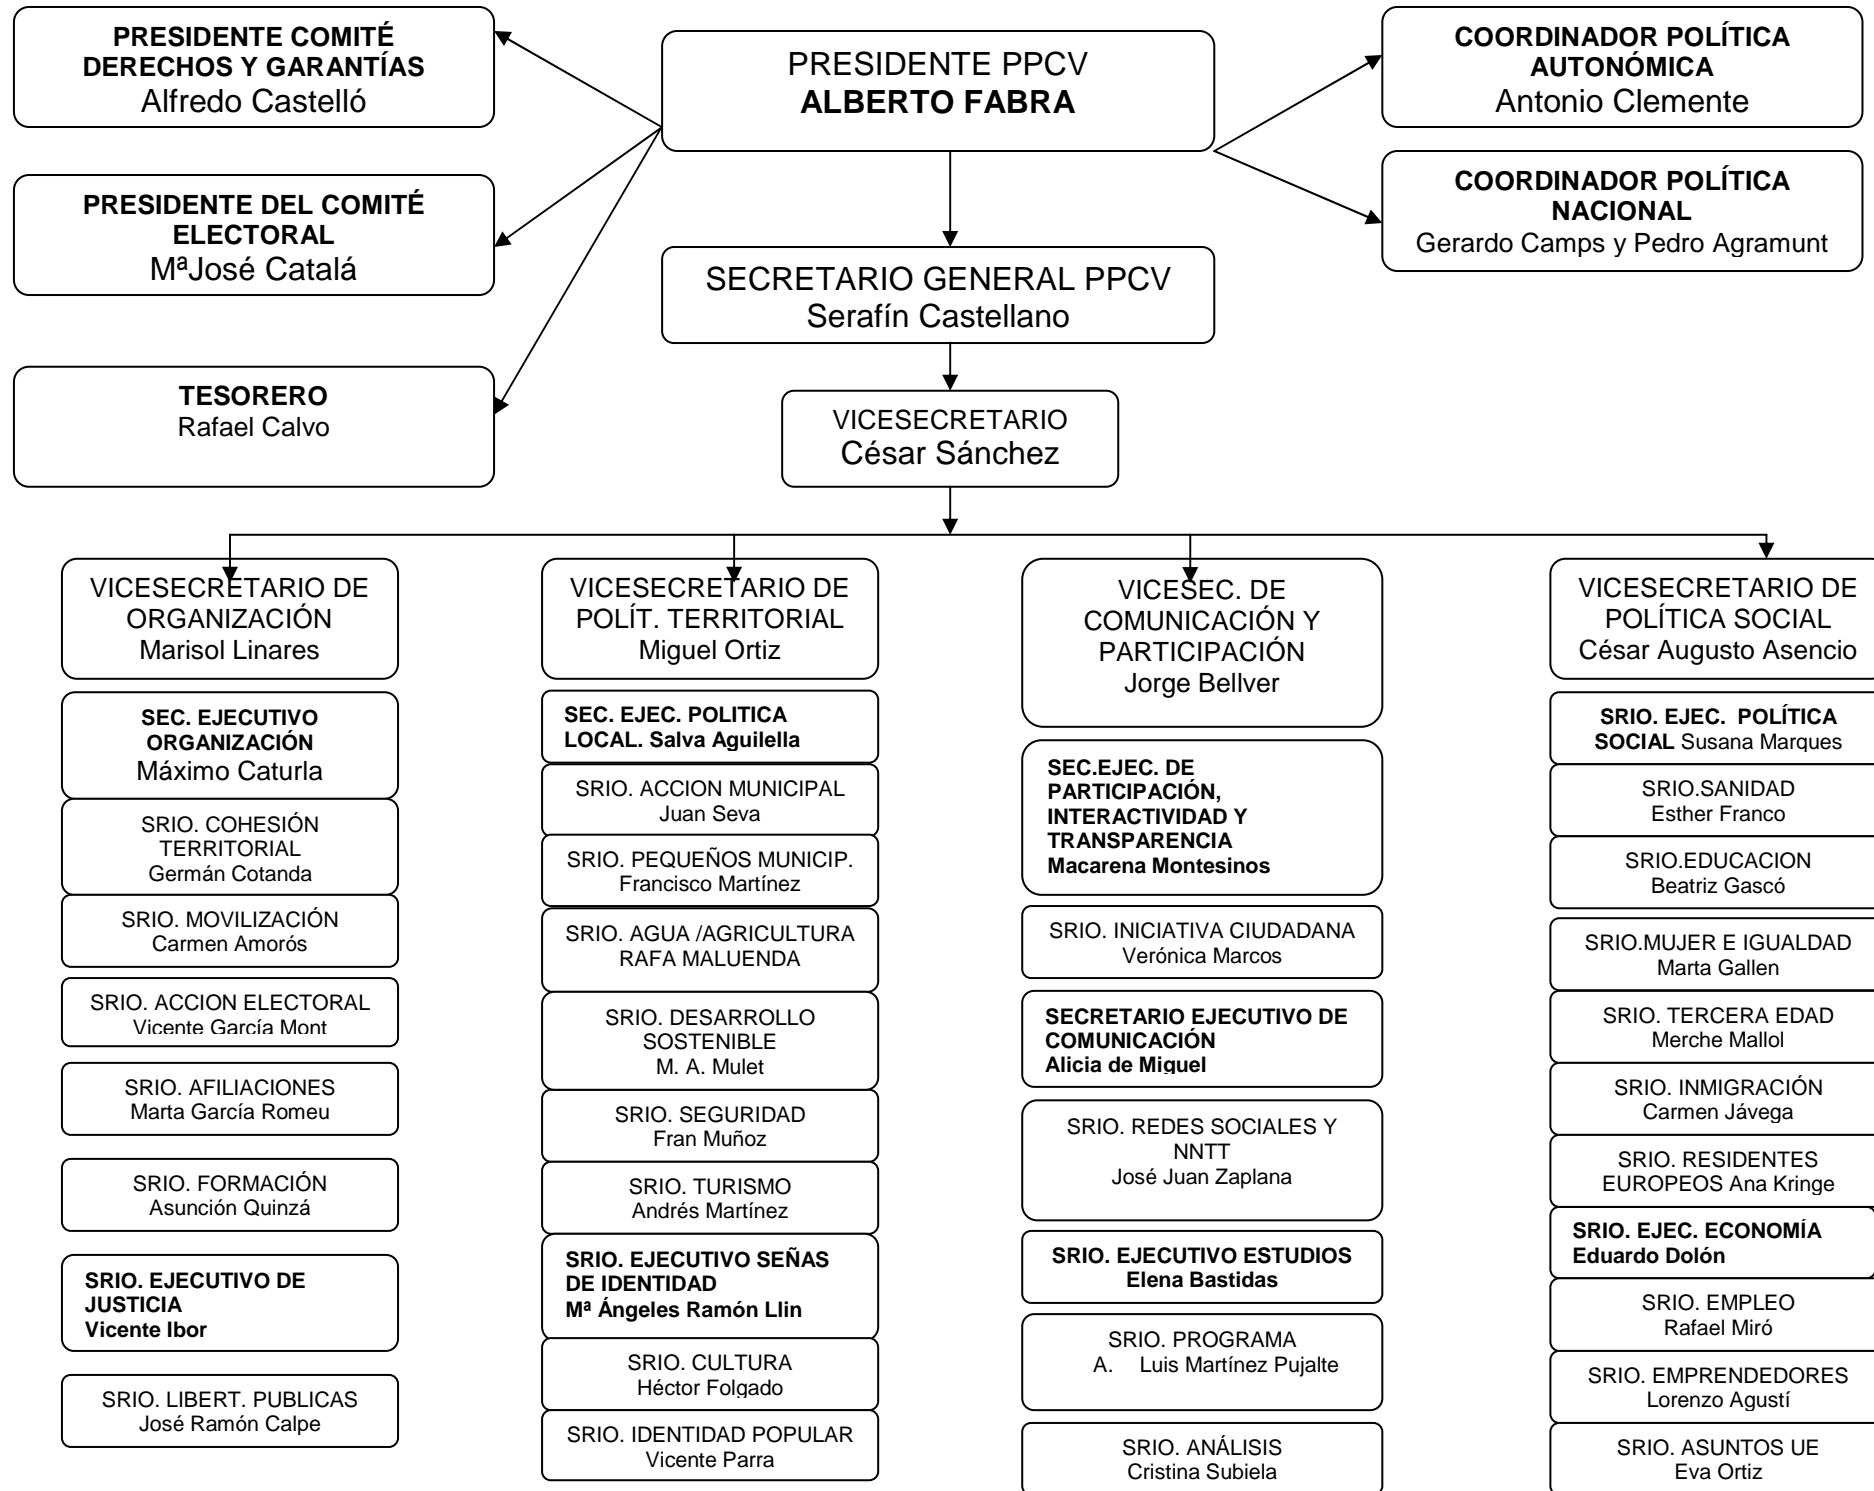 PRESIDENTE COMITÉ
DERECHOS Y GARANTÍAS
Alfredo Castelló
PRESIDENTE PPCV
ALBERTO FABRA
COORDINADOR POLÍTICA
AUTONÓMICA
Antonio Clemente
PRESIDENTE DEL COMITÉ
ELECTORAL
MªJosé Catalá
COORDINADOR POLÍTICA
NACIONAL
Gerardo Camps y Pedro Agramunt
SECRETARIO GENERAL PPCV
Serafín Castellano
TESORERO
Rafael Calvo
VICESECRETARIO
César Sánchez
VICESECRETARIO DE
ORGANIZACIÓN
Marisol Linares
SEC. EJECUTIVO
ORGANIZACIÓN
Máximo Caturla
SRIO. COHESIÓN
TERRITORIAL
Germán Cotanda
SRIO. MOVILIZACIÓN
Carmen Amorós
SRIO. ACCION ELECTORAL
Vicente García Mont
SRIO. AFILIACIONES
Marta García Romeu
SRIO. FORMACIÓN
Asunción Quinzá
SRIO. EJECUTIVO DE
JUSTICIA
Vicente Ibor
SRIO. LIBERT. PUBLICAS
José Ramón Calpe
VICESECRETARIO DE
POLÍT. TERRITORIAL
Miguel Ortiz
SEC. EJEC. POLITICA
LOCAL. Salva Aguilella
SRIO. ACCION MUNICIPAL
Juan Seva
SRIO. PEQUEÑOS MUNICIP.
Francisco Martínez
SRIO. AGUA /AGRICULTURA
RAFA MALUENDA
SRIO. DESARROLLO
SOSTENIBLE
M. A. Mulet
SRIO. SEGURIDAD
Fran Muñoz
SRIO. TURISMO
Andrés Martínez
SRIO. EJECUTIVO SEÑAS
DE IDENTIDAD
Mª Ángeles Ramón Llin
SRIO. CULTURA
Héctor Folgado
SRIO. IDENTIDAD POPULAR
Vicente Parra
VICESEC. DE
COMUNICACIÓN Y
PARTICIPACIÓN
Jorge Bellver
SEC.EJEC. DE
PARTICIPACIÓN,
INTERACTIVIDAD Y
TRANSPARENCIA
Macarena Montesinos
SRIO. INICIATIVA CIUDADANA
Verónica Marcos
SECRETARIO EJECUTIVO DE
COMUNICACIÓN
Alicia de Miguel
SRIO. REDES SOCIALES Y
NNTT
José Juan Zaplana
SRIO. EJECUTIVO ESTUDIOS
Elena Bastidas
SRIO. PROGRAMA
A. Luis Martínez Pujalte
SRIO. ANÁLISIS
Cristina Subiela
VICESECRETARIO DE
POLÍTICA SOCIAL
César Augusto Asencio
SRIO. EJEC. POLÍTICA
SOCIAL Susana Marques
SRIO.SANIDAD
Esther Franco
SRIO.EDUCACION
Beatriz Gascó
SRIO.MUJER E IGUALDAD
Marta Gallen
SRIO. TERCERA EDAD
Merche Mallol
SRIO. INMIGRACIÓN
Carmen Jávega
SRIO. RESIDENTES
EUROPEOS Ana Kringe
SRIO. EJEC. ECONOMÍA
Eduardo Dolón
SRIO. EMPLEO
Rafael Miró
SRIO. EMPRENDEDORES
Lorenzo Agustí
SRIO. ASUNTOS UE
Eva Ortiz